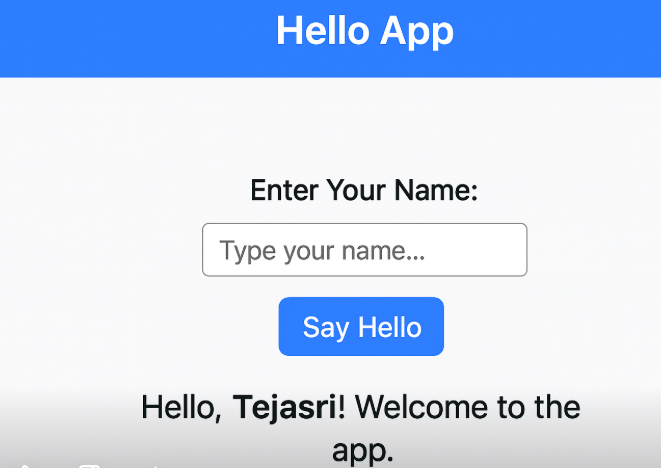 Hello App
Enter Your Name:
Type your name...
Say Hello
Hello, Tejasri! Welcome to the
app.